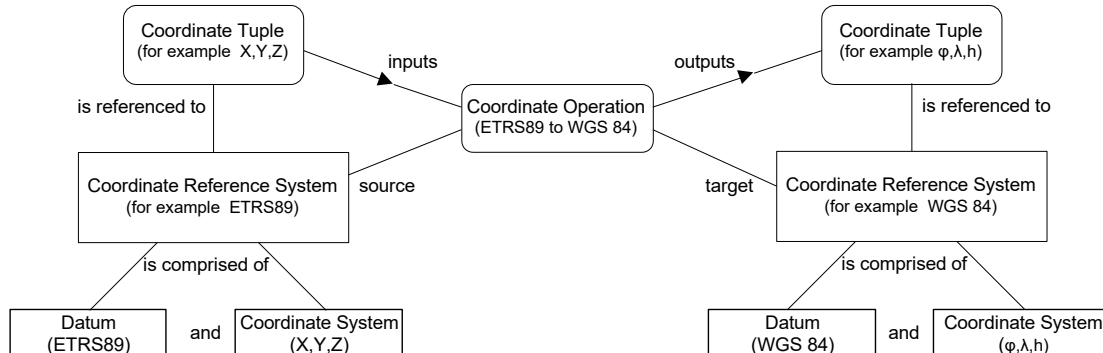 Coordinate Tuple
(for example X,Y,Z)
Coordinate Tuple
(for example φ,λ,h)
inputs
outputs
is referenced to
Coordinate Operation
(ETRS89 to WGS 84)
is referenced to
Coordinate Reference System
(for example ETRS89)
source
target
Coordinate Reference System
(for example WGS 84)
is comprised of
is comprised of
Datum
(ETRS89)
and
Coordinate System
(X,Y,Z)
Datum
(WGS 84)
and
Coordinate System
(φ,λ,h)